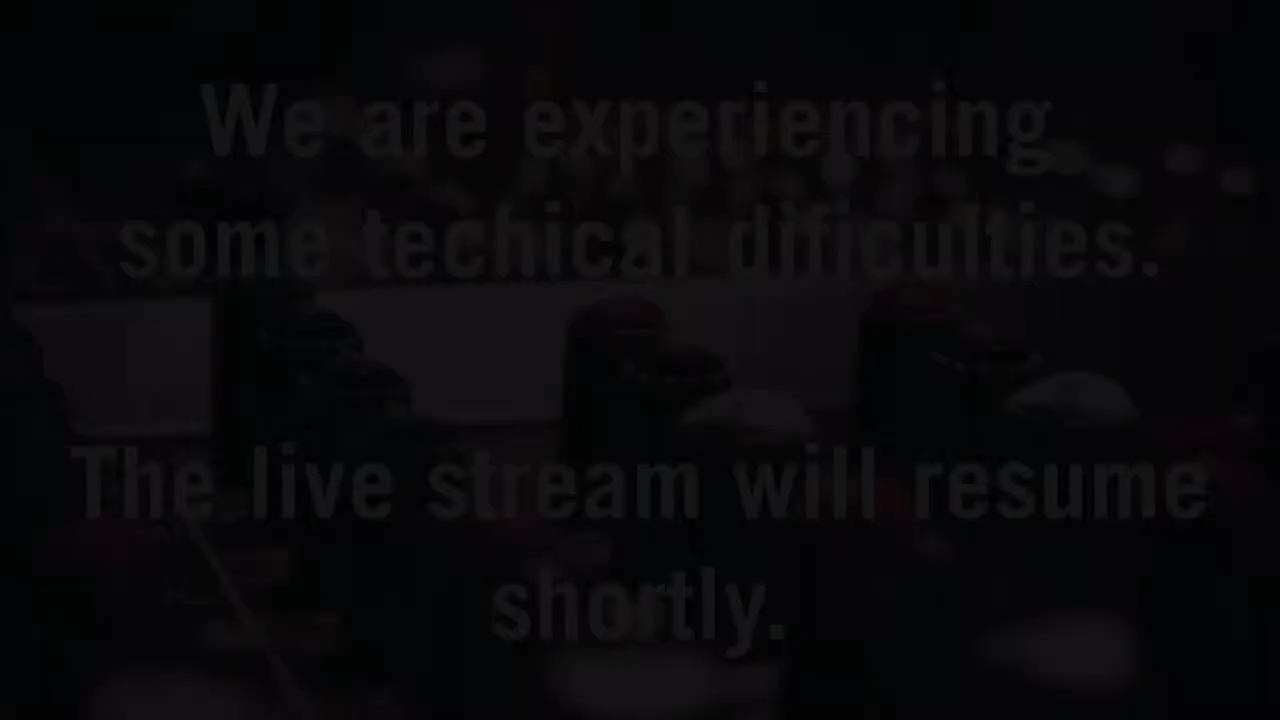 We are experiencing
some techical dificulties.
The live stream will resume
shortly.